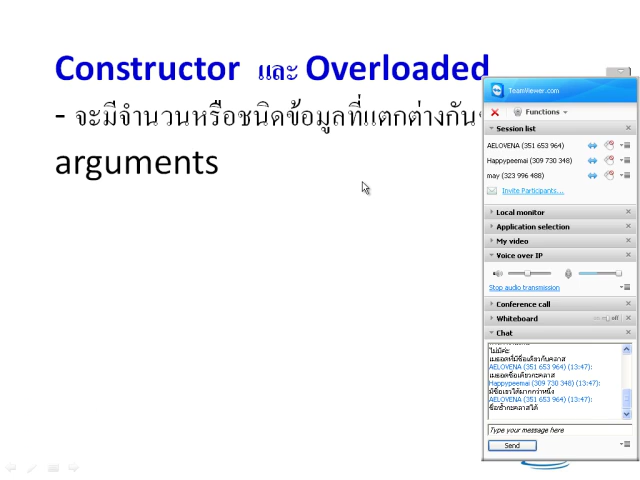 Constructor และ Overloaded
- จะมีจำนวนหรือชนิดข้อมูลที่แตกต่างกัน
arguments
TeamViewer.com
Functions
Session list
AELOVENA (351 653 964)
Happypeemai (309 730 348)
may (323 996 488)
Invite Participants...
Local monitor
Application selection
My video
Voice over IP
Stop audio transmission
Conference call
Whiteboard off
Chat
ไม่มีค่ะ
เมธอดที่มีชื่อเดียวกับคลาส
AELOVENA (351 653 964) (13:47):
เมธอดชื่อเดียวกะคลาส
Happypeemai (309 730 348) (13:47):
มีชื่อเราได้มากกว่าหนึ่ง
AELOVENA (351 653 964) (13:47):
ชื่อซ้ำกะคลาสได้
Type your message here
Send